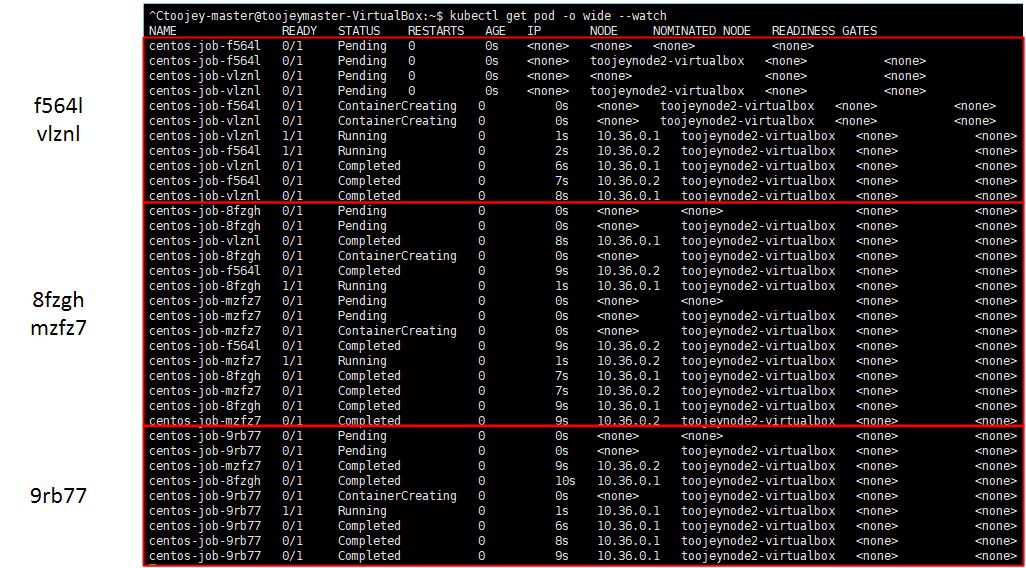 ^Ctoojey-master@toojeymaster-VirtualBox:~$ kubectl get pod -o wide --watch
NAME READY STATUS RESTARTS AGE IP NODE NOMINATED NODE READINESS GATES
centos-job-f564l 0/1 Pending 0 0s <none> <none> <none> <none>
centos-job-f564l 0/1 Pending 0 0s <none> toojeynode2-virtualbox <none> <none>
centos-job-vlznl 0/1 Pending 0 0s <none> <none> <none> <none>
centos-job-vlznl 0/1 Pending 0 0s <none> toojeynode2-virtualbox <none> <none>
f564l
centos-job-f564l 0/1 ContainerCreating 0 0s <none> toojeynode2-virtualbox <none> <none>
centos-job-vlznl 0/1 ContainerCreating 0 0s <none> toojeynode2-virtualbox <none> <none>
vlznl
centos-job-vlznl 1/1 Running 0 1s 10.36.0.1 toojeynode2-virtualbox <none> <none>
centos-job-f564l 1/1 Running 0 2s 10.36.0.2 toojeynode2-virtualbox <none> <none>
centos-job-vlznl 0/1 Completed 0 6s 10.36.0.1 toojeynode2-virtualbox <none> <none>
centos-job-f564l 0/1 Completed 0 7s 10.36.0.2 toojeynode2-virtualbox <none> <none>
centos-job-vlznl 0/1 Completed 0 8s 10.36.0.1 toojeynode2-virtualbox <none> <none>
centos-job-8fzgh 0/1 Pending 0 0s <none> <none> <none> <none>
centos-job-8fzgh 0/1 Pending 0 0s <none> toojeynode2-virtualbox <none> <none>
centos-job-vlznl 0/1 Completed 0 8s 10.36.0.1 toojeynode2-virtualbox <none> <none>
centos-job-8fzgh 0/1 ContainerCreating 0 0s <none> toojeynode2-virtualbox <none> <none>
centos-job-f564l 0/1 Completed 0 9s 10.36.0.2 toojeynode2-virtualbox <none> <none>
centos-job-8fzgh 1/1 Running 0 1s 10.36.0.1 toojeynode2-virtualbox <none> <none>
8fzgh
centos-job-mzfz7 0/1 Pending 0 0s <none> <none> <none> <none>
centos-job-mzfz7 0/1 Pending 0 0s <none> toojeynode2-virtualbox <none> <none>
mzfz7
centos-job-mzfz7 0/1 ContainerCreating 0 0s <none> toojeynode2-virtualbox <none> <none>
centos-job-f564l 0/1 Completed 0 9s 10.36.0.2 toojeynode2-virtualbox <none> <none>
centos-job-mzfz7 1/1 Running 0 1s 10.36.0.2 toojeynode2-virtualbox <none> <none>
centos-job-8fzgh 0/1 Completed 0 7s 10.36.0.1 toojeynode2-virtualbox <none> <none>
centos-job-mzfz7 0/1 Completed 0 7s 10.36.0.2 toojeynode2-virtualbox <none> <none>
centos-job-8fzgh 0/1 Completed 0 9s 10.36.0.1 toojeynode2-virtualbox <none> <none>
centos-job-mzfz7 0/1 Completed 0 9s 10.36.0.2 toojeynode2-virtualbox <none> <none>
centos-job-9rb77 0/1 Pending 0 0s <none> <none> <none> <none>
centos-job-9rb77 0/1 Pending 0 0s <none> toojeynode2-virtualbox <none> <none>
centos-job-mzfz7 0/1 Completed 0 9s 10.36.0.2 toojeynode2-virtualbox <none> <none>
centos-job-8fzgh 0/1 Completed 0 10s 10.36.0.1 toojeynode2-virtualbox <none> <none>
9rb77
centos-job-9rb77 0/1 ContainerCreating 0 0s <none> toojeynode2-virtualbox <none> <none>
centos-job-9rb77 1/1 Running 0 1s 10.36.0.1 toojeynode2-virtualbox <none> <none>
centos-job-9rb77 0/1 Completed 0 6s 10.36.0.1 toojeynode2-virtualbox <none> <none>
centos-job-9rb77 0/1 Completed 0 8s 10.36.0.1 toojeynode2-virtualbox <none> <none>
centos-job-9rb77 0/1 Completed 0 9s 10.36.0.1 toojeynode2-virtualbox <none> <none>